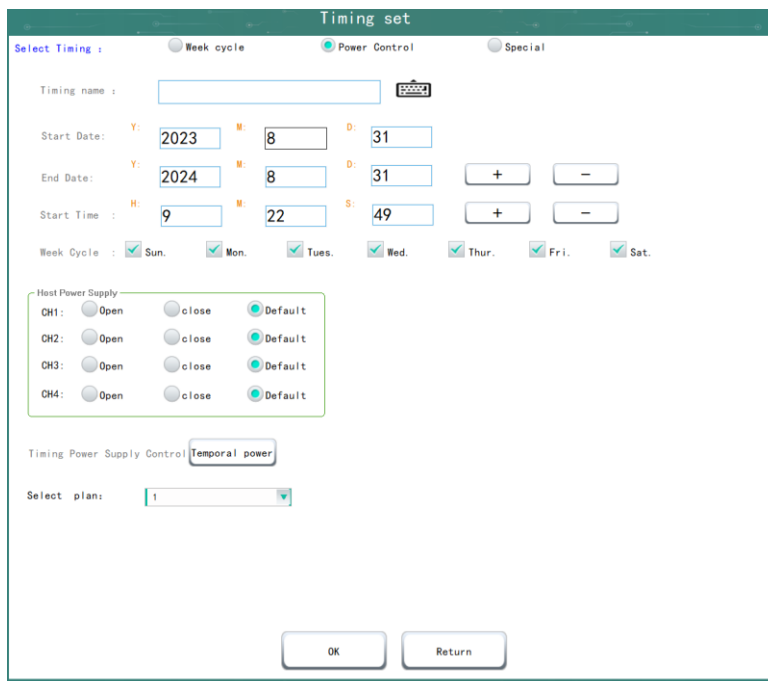 Timing set
Select Timing : Week cycle Power Control Special
Timing name :
Start Date: Y: 2023 M: 8 D: 31
End Date: Y: 2024 M: 8 D: 31 + −
Start Time : H: 9 M: 22 S: 49 + −
Week Cycle : Sun. Mon. Tues. Wed. Thur. Fri. Sat.
Host Power Supply
CH1: Open close Default
CH2: Open close Default
CH3: Open close Default
CH4: Open close Default
Timing Power Supply Control Temporal power
Select plan: 1
OK Return